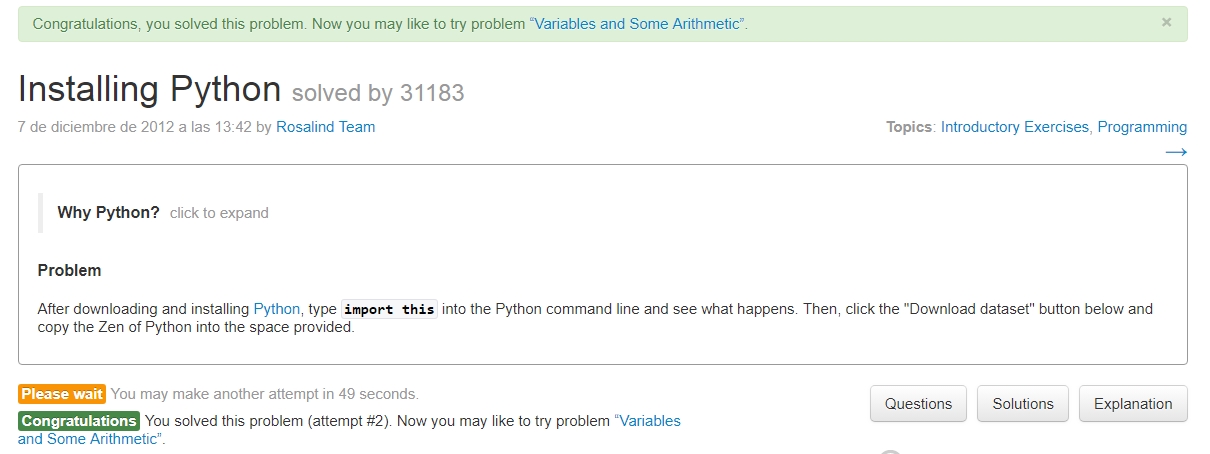 Congratulations, you solved this problem. Now you may like to try problem “Variables and Some Arithmetic”. ×
Installing Python solved by 31183
7 de diciembre de 2012 a las 13:42 by Rosalind Team
Topics: Introductory Exercises, Programming
→
Why Python? click to expand
Problem
After downloading and installing Python, type import this into the Python command line and see what happens. Then, click the "Download dataset" button below and
copy the Zen of Python into the space provided.
Please wait You may make another attempt in 49 seconds.
Congratulations You solved this problem (attempt #2). Now you may like to try problem “Variables
and Some Arithmetic”.
Questions Solutions Explanation